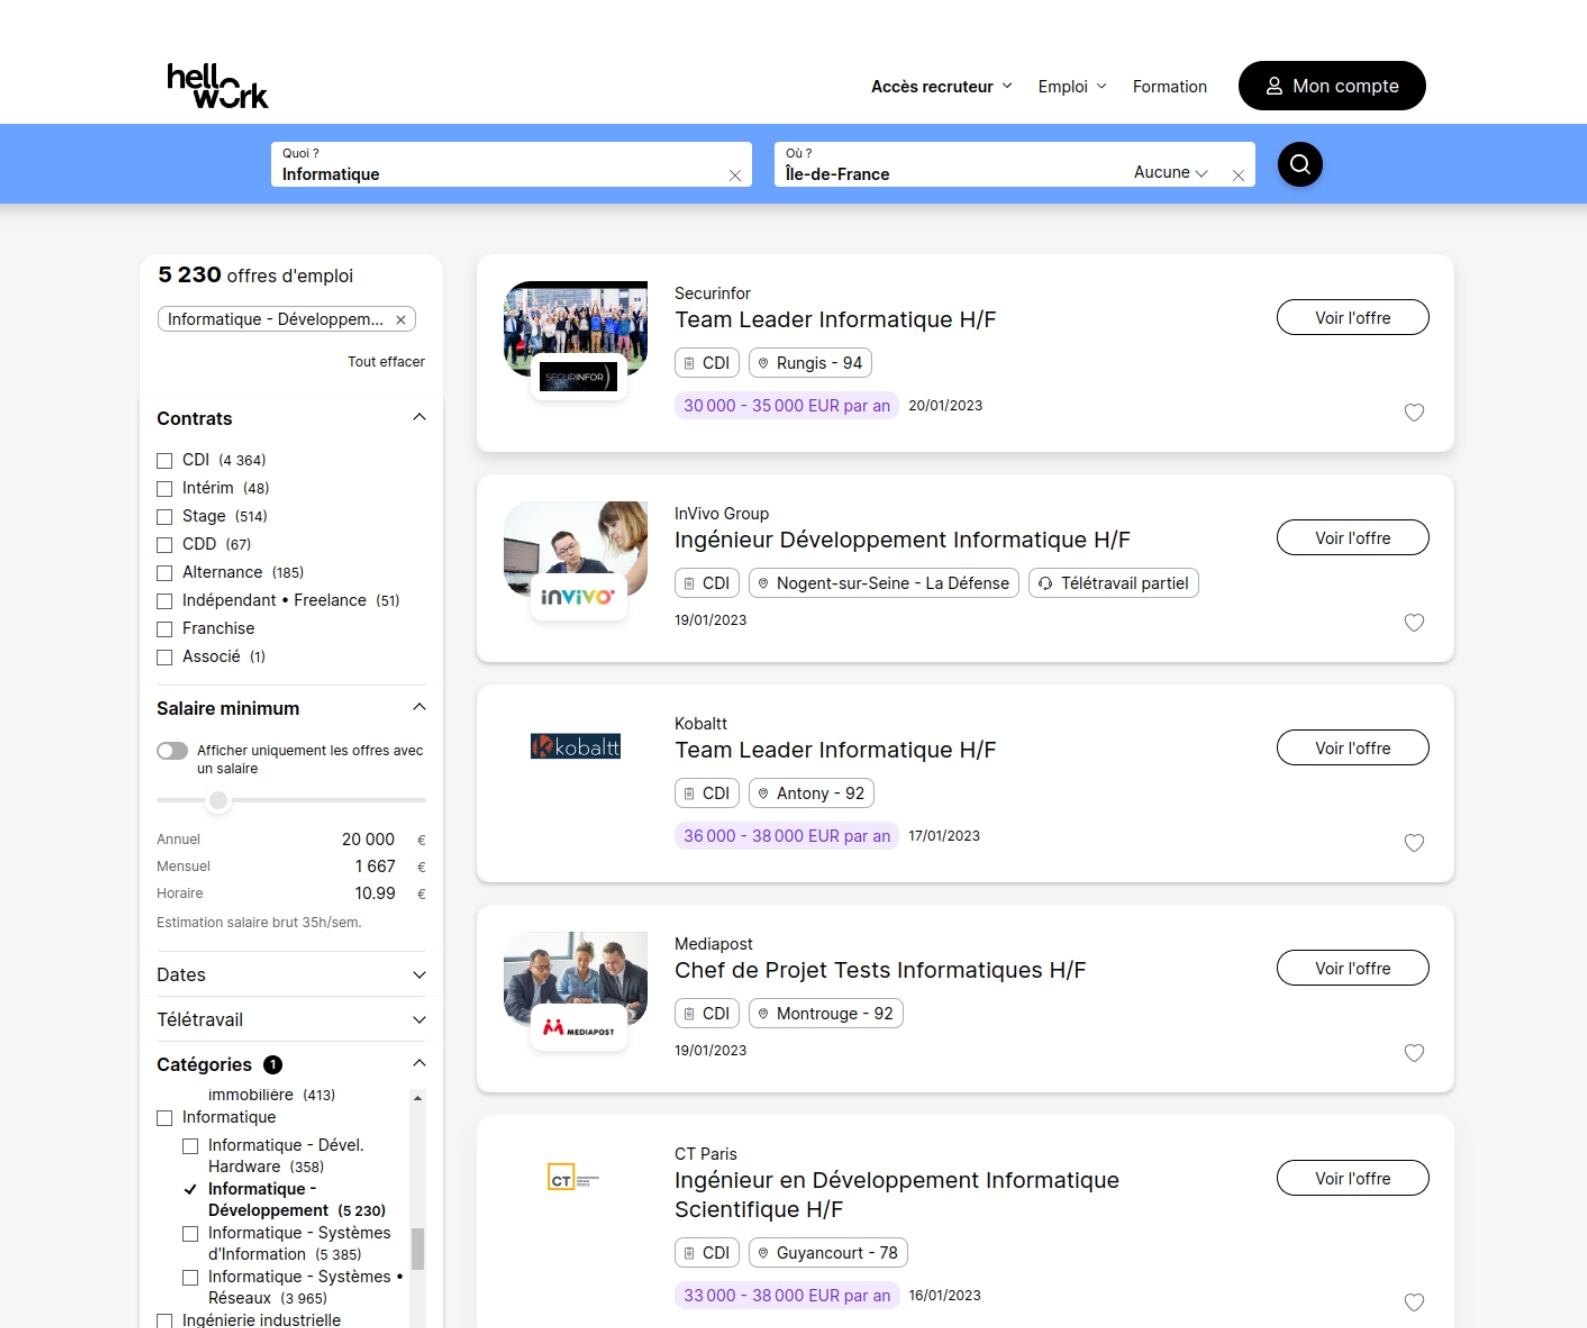 hellowork
Accès recruteur
Emploi
Formation
Mon compte
Quoi ?
Informatique
Où ?
Île-de-France
Aucune
5 230 offres d'emploi
Informatique - Développem...
Tout effacer
Contrats
CDI (4 364)
Intérim (48)
Stage (514)
CDD (67)
Alternance (185)
Indépendant • Freelance (51)
Franchise
Associé (1)
Salaire minimum
Afficher uniquement les offres avec
un salaire
Annuel 20 000 €
Mensuel 1 667 €
Horaire 10.99 €
Estimation salaire brut 35h/sem.
Dates
Télétravail
Catégories 1
immobilière (413)
Informatique
Informatique - Dével.
Hardware (358)
Informatique -
Développement (5 230)
Informatique - Systèmes
d'Information (5 385)
Informatique - Systèmes •
Réseaux (3 965)
Ingénierie industrielle
SECURINFOR
Securinfor
Team Leader Informatique H/F
CDI
Rungis - 94
30 000 - 35 000 EUR par an
20/01/2023
Voir l'offre
invivo
InVivo Group
Ingénieur Développement Informatique H/F
CDI
Nogent-sur-Seine - La Défense
Télétravail partiel
19/01/2023
Voir l'offre
kobaltt
Kobaltt
Team Leader Informatique H/F
CDI
Antony - 92
36 000 - 38 000 EUR par an
17/01/2023
Voir l'offre
MEDIAPOST
Mediapost
Chef de Projet Tests Informatiques H/F
CDI
Montrouge - 92
19/01/2023
Voir l'offre
CT
CT Paris
Ingénieur en Développement Informatique
Scientifique H/F
CDI
Guyancourt - 78
33 000 - 38 000 EUR par an
16/01/2023
Voir l'offre